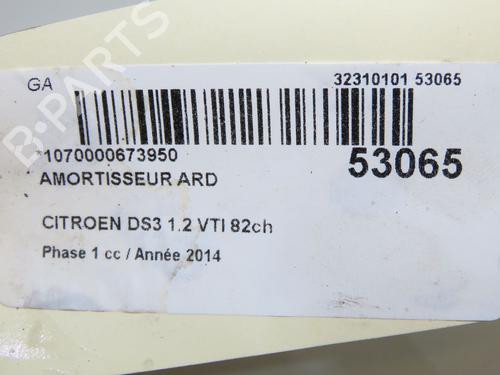 GA
32310101 53065
*1070000673950
53065
AMORTISSEUR ARD
CITROEN DS3 1.2 VTI 82ch
Phase 1 cc / Année 2014
B-PARTS